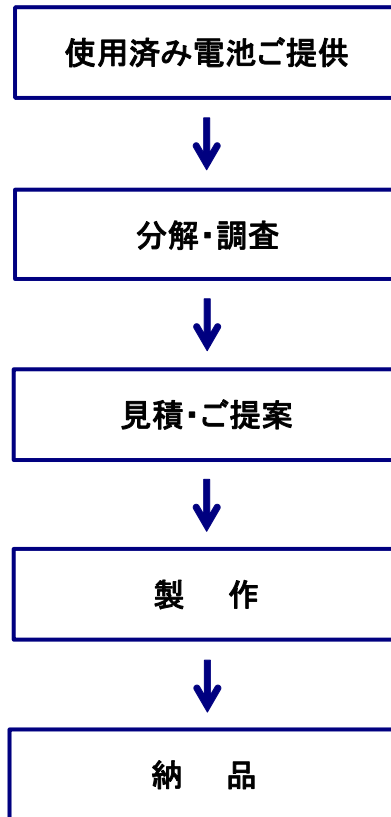 使用済み電池ご提供
分解・調査
見積・ご提案
製　作
納　品